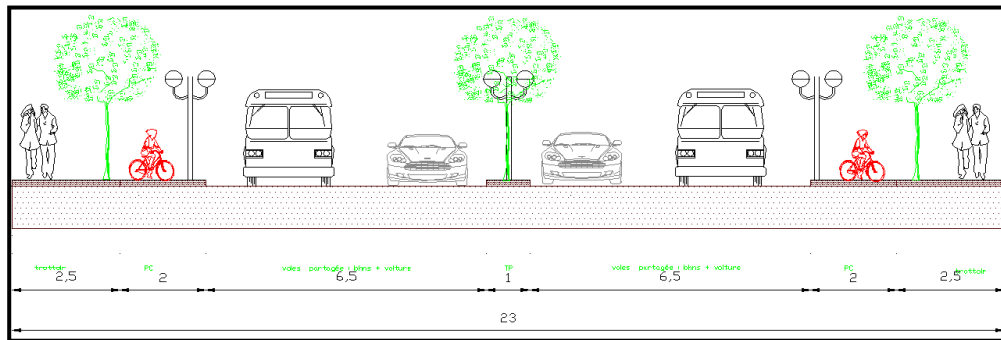 trottoir PC voies partagée : bhns + voiture TP voies partagée : bhns + voiture PC trottoir
2,5 2 6,5 1 6,5 2 2,5
23